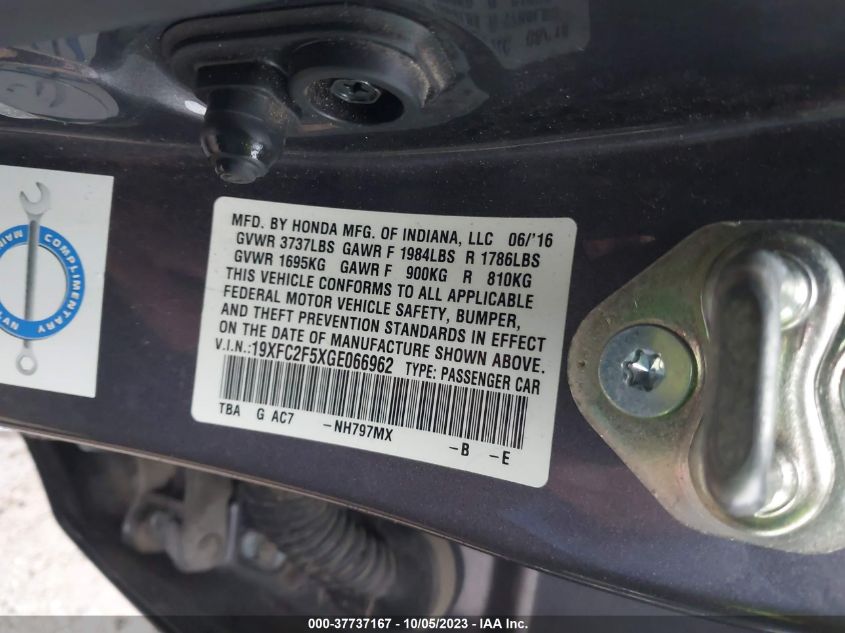 MFD. BY HONDA MFG. OF INDIANA, LLC 06/'16
GVWR 3737LBS GAWR F 1984LBS R 1786LBS
GVWR 1695KG GAWR F 900KG R 810KG
THIS VEHICLE CONFORMS TO ALL APPLICABLE
FEDERAL MOTOR VEHICLE SAFETY, BUMPER,
AND THEFT PREVENTION STANDARDS IN EFFECT
ON THE DATE OF MANUFACTURE SHOWN ABOVE.
V.I.N.:19XFC2F5XGE066962 TYPE: PASSENGER CAR
TBA G AC7 -NH797MX -B -E
COMPLIMENTARY
MAIN
000-37737167 - 10/05/2023 - IAA Inc.